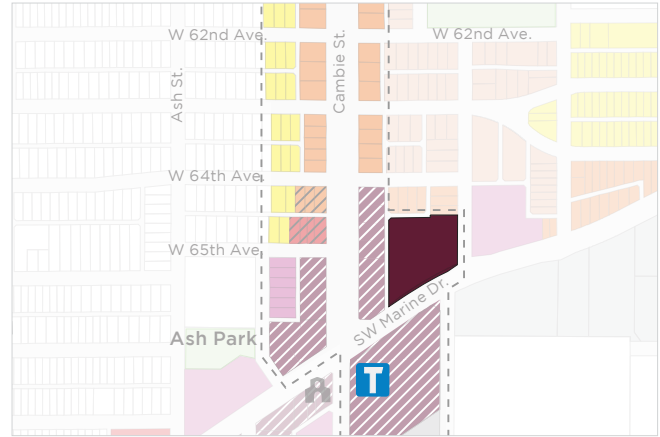 W 62nd Ave.
W 62nd Ave.
Cambie St.
Ash St.
W 64th Ave.
W 65th Ave.
SW Marine Dr.
Ash Park
T